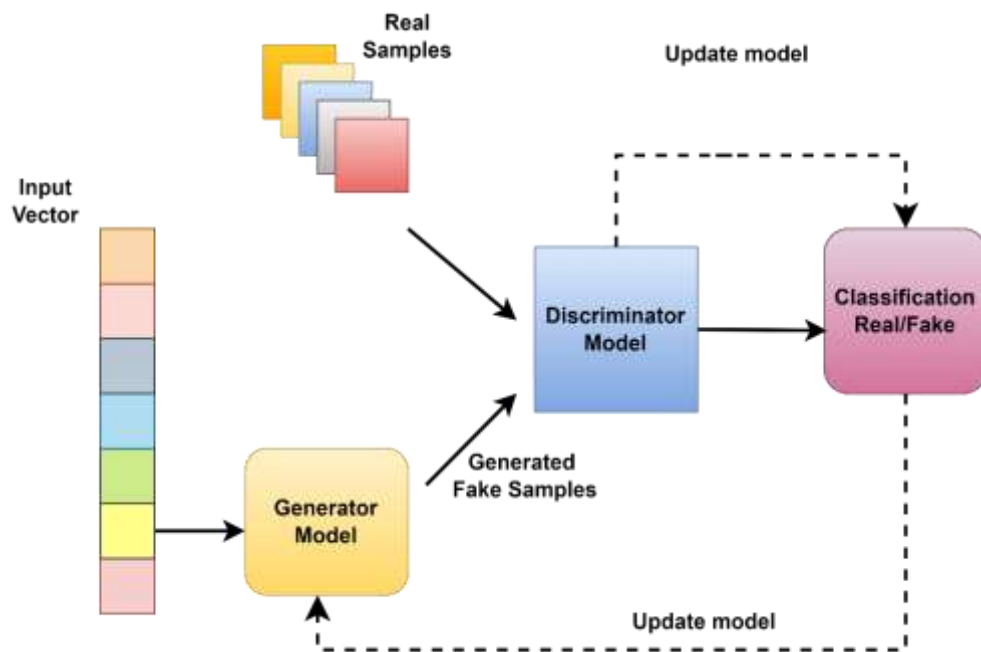 Real
Samples
Update model
Input
Vector
Discriminator
Model
Classification
Real/Fake
Generated
Fake Samples
Generator
Model
Update model